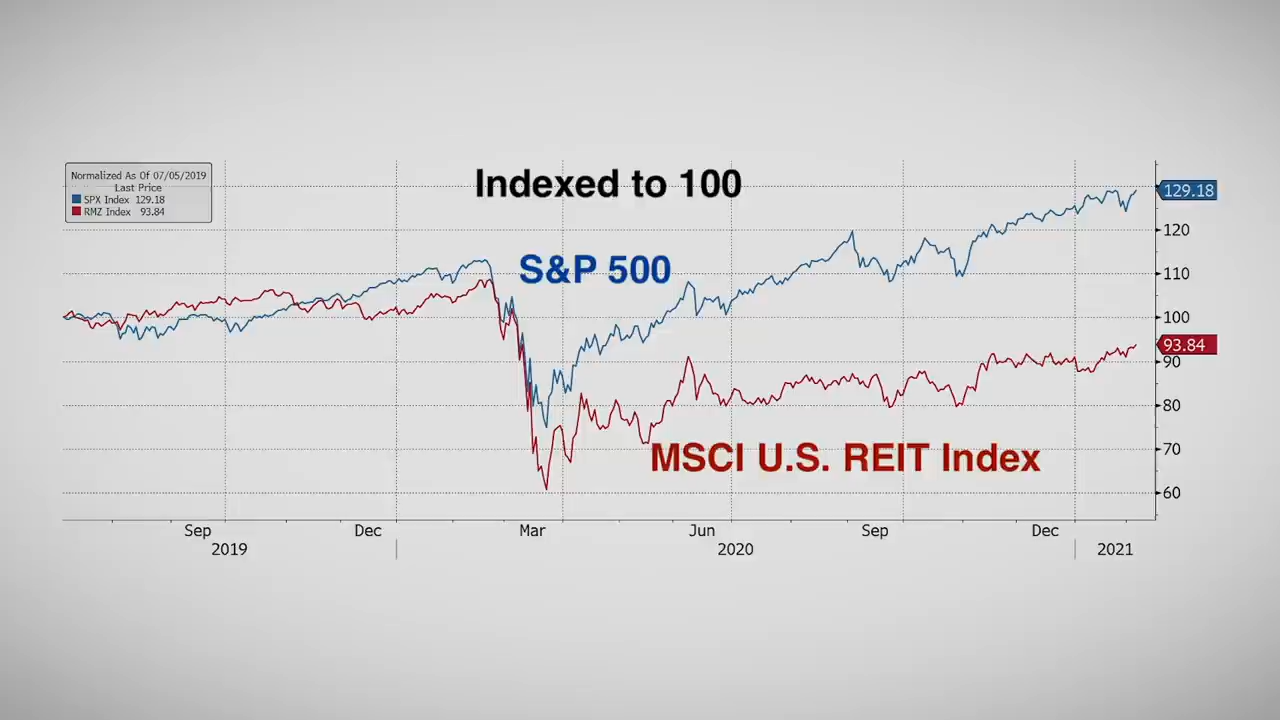 Indexed to 100
Normalized As Of 07/05/2019
Last Price
SPX Index 129.18
RMZ Index 93.84
S&P 500
MSCI U.S. REIT Index
129.18
120
110
100
93.84
90
80
70
60
Sep Dec Mar Jun Sep Dec
2019 2020 2021